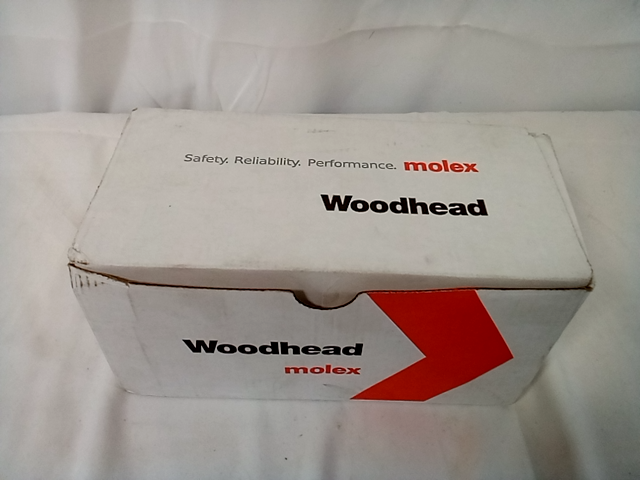 Safety. Reliability. Performance. molex
Woodhead
Woodhead
molex